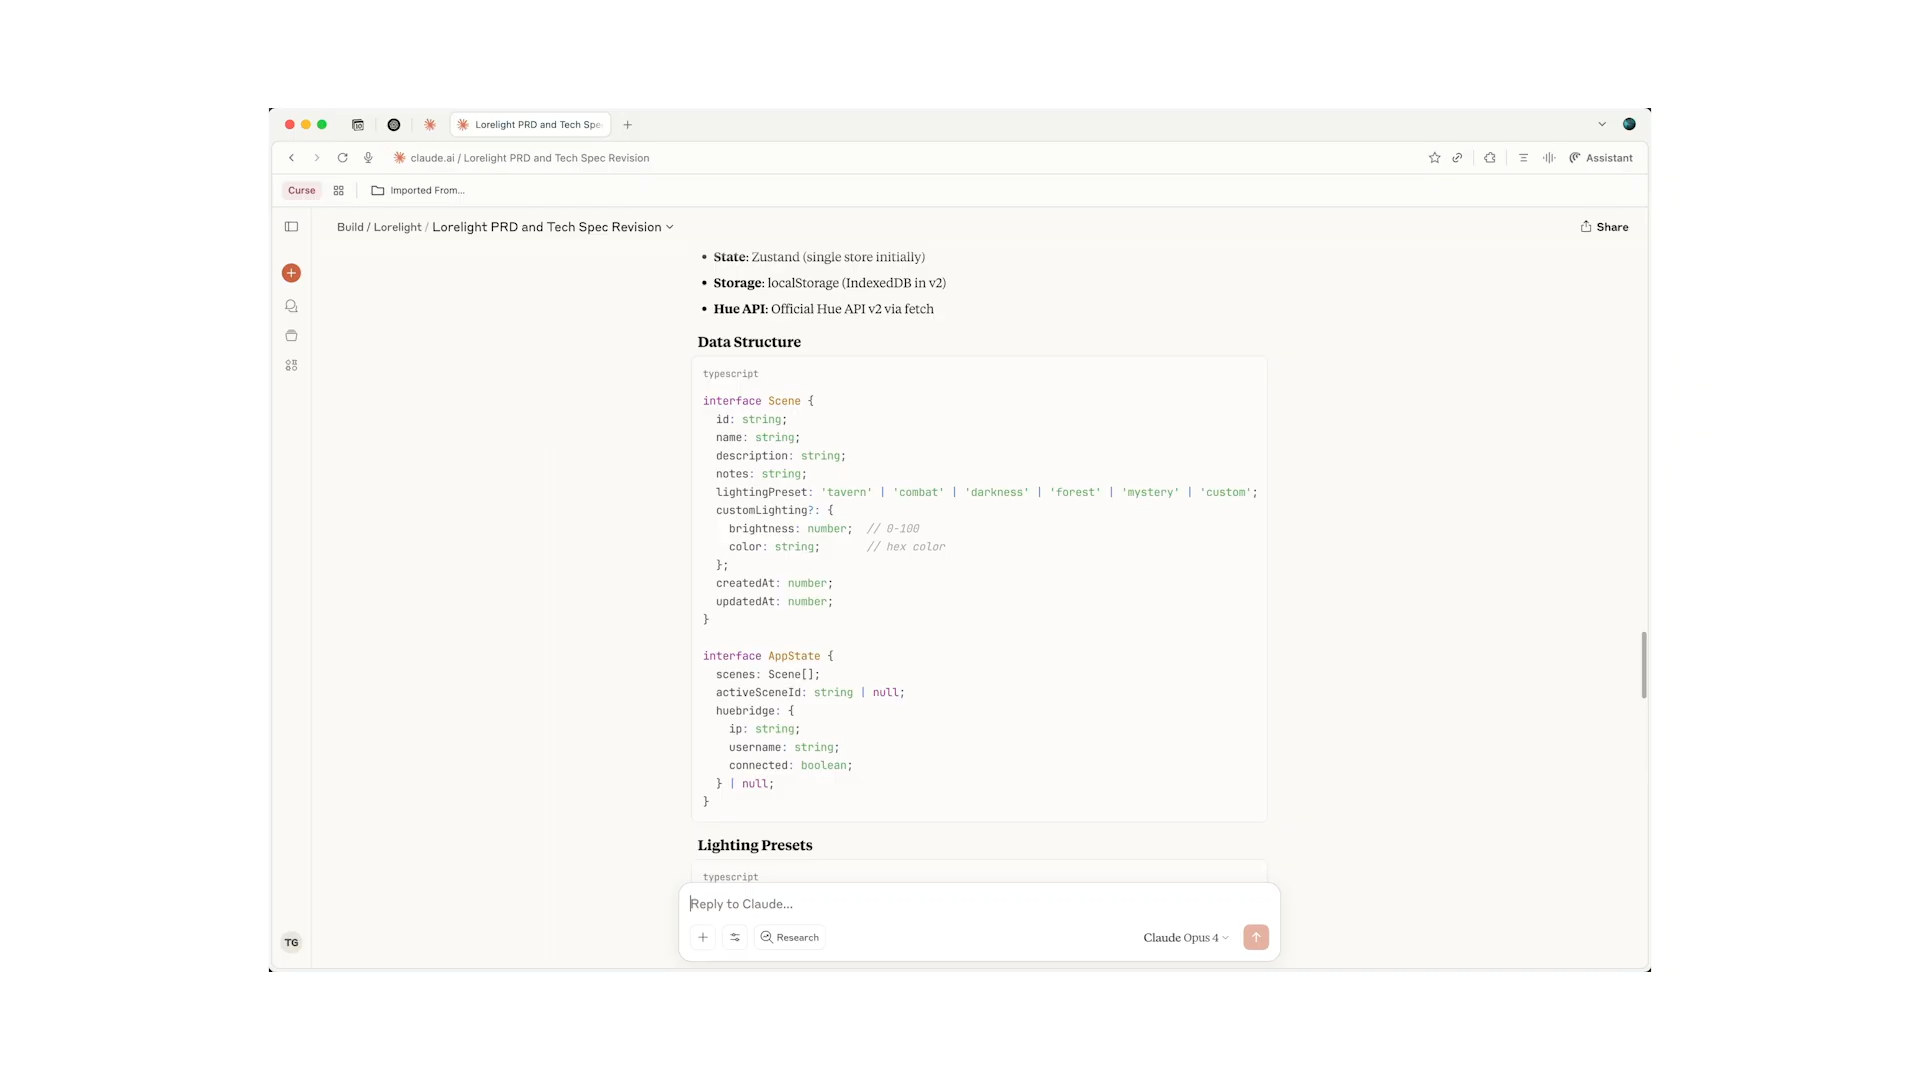 Lorelight PRD and Tech Spe
claude.ai / Lorelight PRD and Tech Spec Revision
Assistant
Curse
Imported From...
Build / Lorelight / Lorelight PRD and Tech Spec Revision
Share
• State: Zustand (single store initially)
• Storage: localStorage (IndexedDB in v2)
• Hue API: Official Hue API v2 via fetch
Data Structure
typescript
interface Scene {
  id: string;
  name: string;
  description: string;
  notes: string;
  lightingPreset: 'tavern' | 'combat' | 'darkness' | 'forest' | 'mystery' | 'custom';
  customLighting?: {
    brightness: number;  // 0-100
    color: string;       // hex color
  };
  createdAt: number;
  updatedAt: number;
}
interface AppState {
  scenes: Scene[];
  activeSceneId: string | null;
  huebridge: {
    ip: string;
    username: string;
    connected: boolean;
  } | null;
}
Lighting Presets
typescript
Reply to Claude...
Research
Claude Opus 4
TG